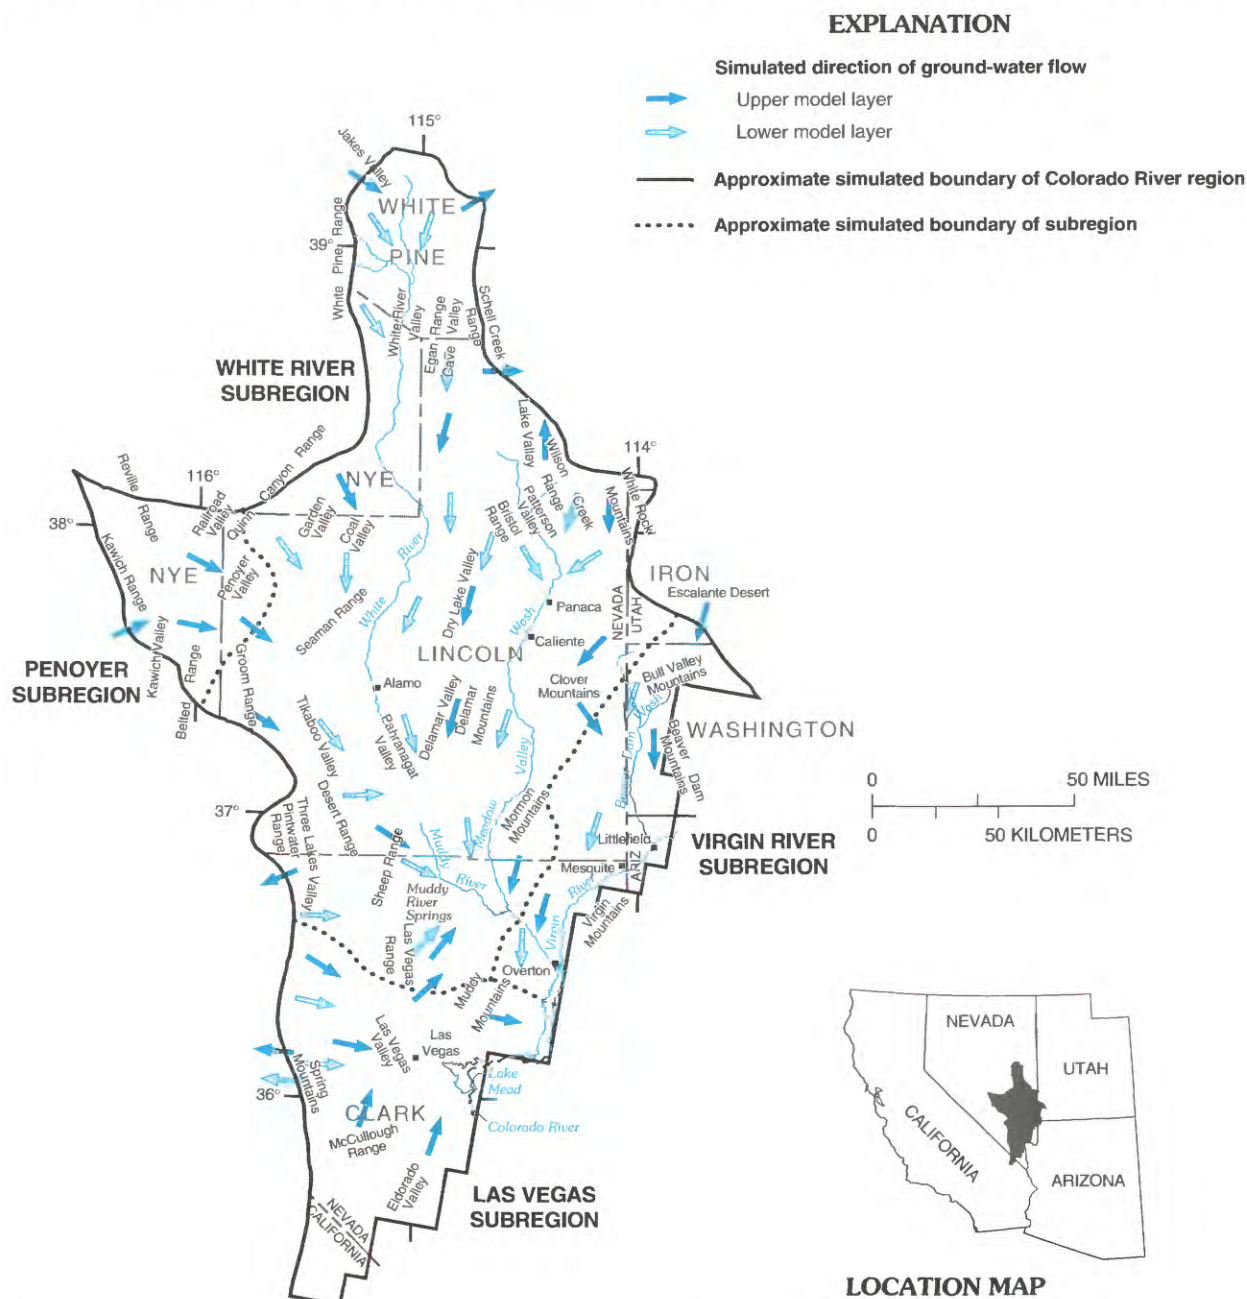 EXPLANATION
Simulated direction of ground-water flow
Upper model layer
Lower model layer
Approximate simulated boundary of Colorado River region
Approximate simulated boundary of subregion
115°
Jakes Valley
WHITE
39°
PINE
White Pine Range
White River
Valley
Egan Range
Cave Valley
Schell Creek
Range
WHITE RIVER
SUBREGION
114°
116°
Reville Range
Railroad
Valley
Quinn Canyon Range
NYE
Garden
Valley
Coal
Valley
Lake Valley
Wilson Creek
Range
Patterson
Valley
Bristol
Range
White Rock
Mountains
38°
Kawich Range
NYE
Penoyer
Valley
River
White
Seaman Range
Dry Lake Valley
Wash
Panaca
Caliente
NEVADA
UTAH
IRON
Escalante Desert
Kawich Valley
PENOYER
SUBREGION
Belted Range
Groom Range
LINCOLN
Alamo
Clover
Mountains
Bull Valley
Mountains
Wash
WASHINGTON
Tikaboo Valley
Pahranagat
Valley
Delamar Valley
Delamar
Mountains
Valley
Dam
Beaver
Beaver Dam
Mountains
0 50 MILES
0 50 KILOMETERS
37°
Three Lakes Valley
Pintwater
Range
Desert Range
Sheep Range
Muddy
River
Meadow
Mormon
Mountains
Littlefield
ARIZ
Mesquite
VIRGIN RIVER
SUBREGION
Muddy
River
Springs
River
Virgin
Virgin
Mountains
Las Vegas
Range
Overton
Muddy
Mountains
Las Vegas
Valley
Las
Vegas
36°
Spring
Mountains
Lake
Mead
CLARK
McCullough
Range
Colorado River
Eldorado
Valley
LAS VEGAS
SUBREGION
NEVADA
CALIFORNIA
NEVADA
UTAH
CALIFORNIA
ARIZONA
LOCATION MAP